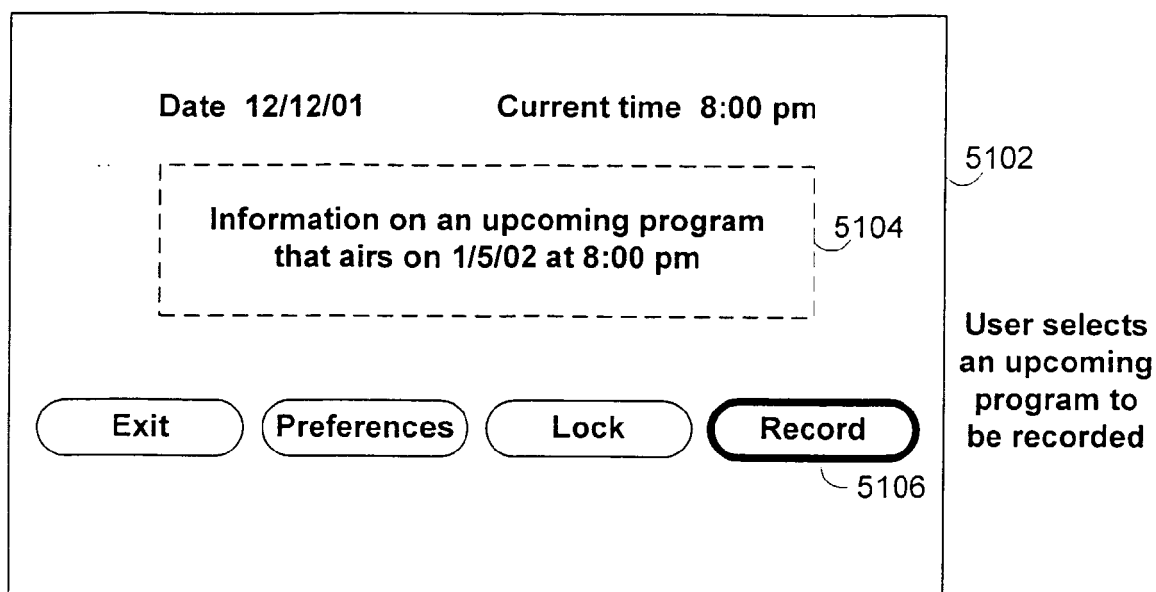 Date 12/12/01 Current time 8:00 pm
5102
Information on an upcoming program
that airs on 1/5/02 at 8:00 pm
5104
User selects
an upcoming
program to
be recorded
Exit Preferences Lock Record
5106